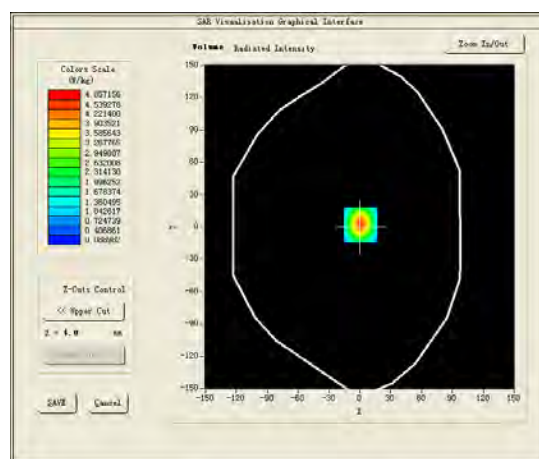 SAR Visualisation Graphical Interface
Volume Radiated Intensity
Zoom In/Out
Colors Scale
(W/kg)
4.857156
4.539278
4.221400
3.903521
3.585643
3.267765
2.949887
2.632008
2.314130
1.996252
1.678374
1.360495
1.042617
0.724739
0.406861
Z-Cuts Control
<< Upper Cut
Z = 4.0 mm
SAVE
Cancel
150
120
90
60
30
0
-30
-60
-90
-120
-150
Y
-150 -120 -90 -60 -30 0 30 60 90 120 150
X